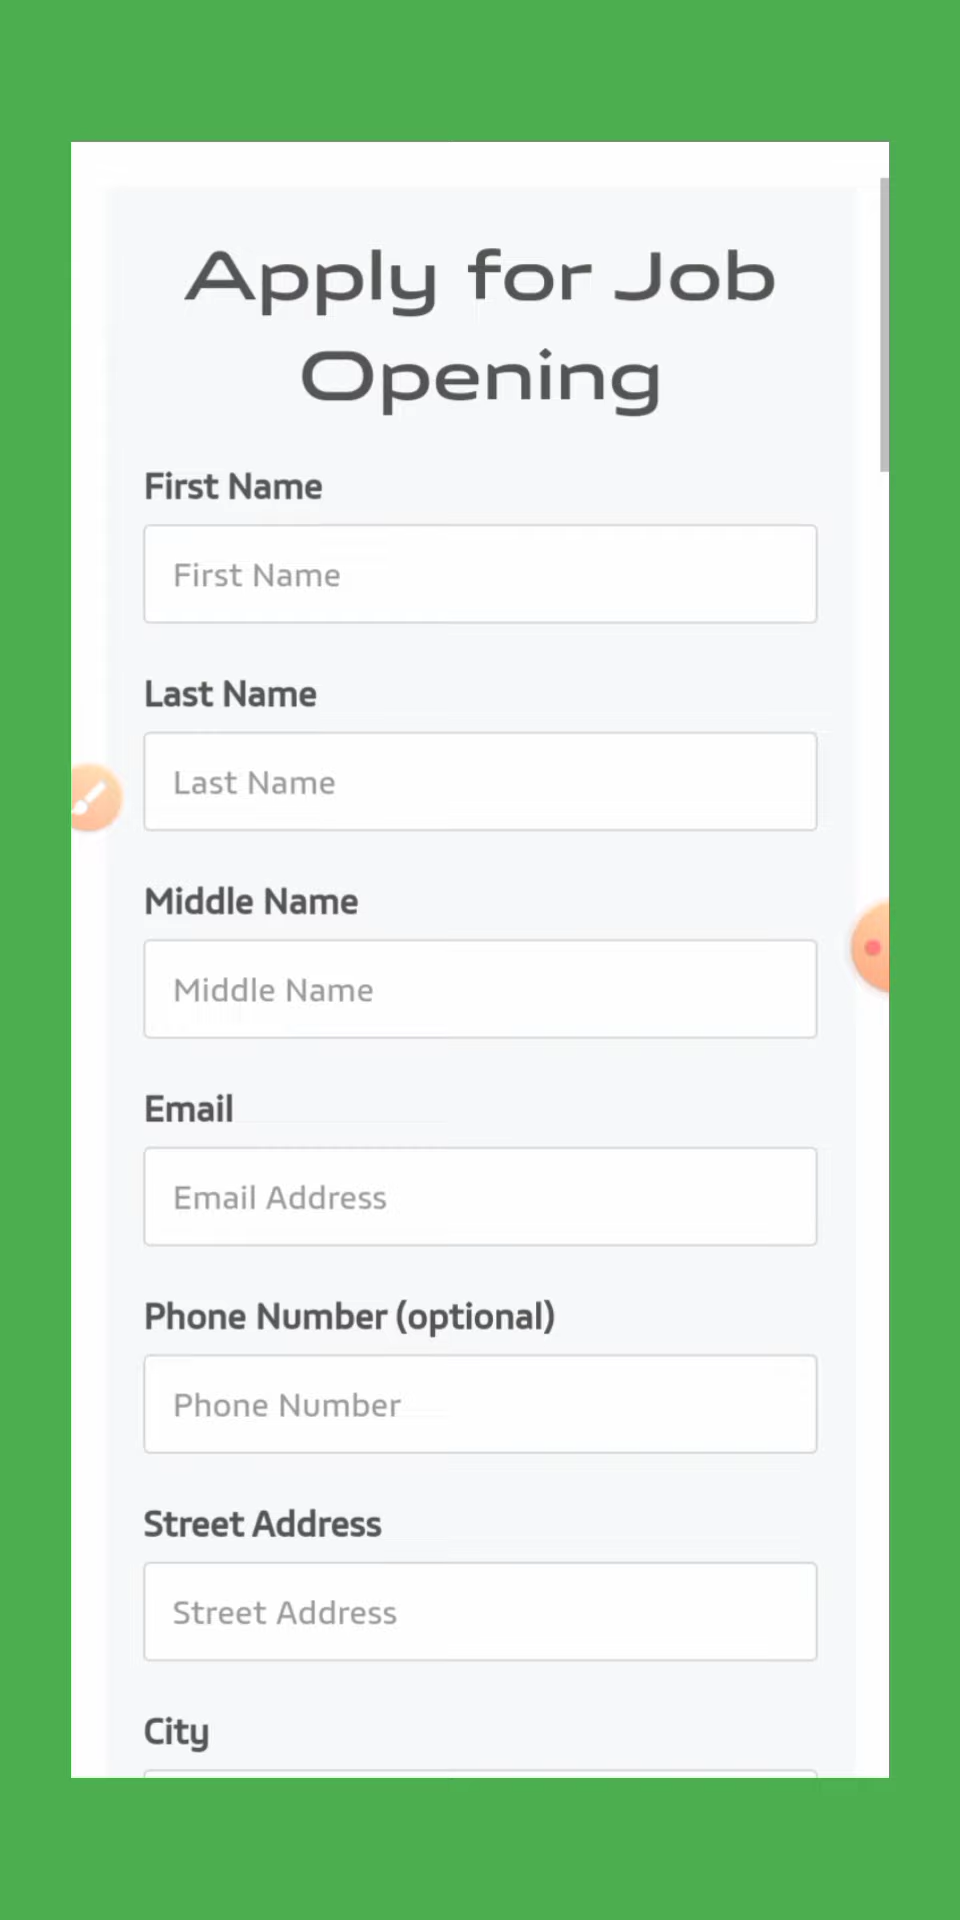 Apply for Job
Opening
First Name
First Name
Last Name
Last Name
Middle Name
Middle Name
Email
Email Address
Phone Number (optional)
Phone Number
Street Address
Street Address
City